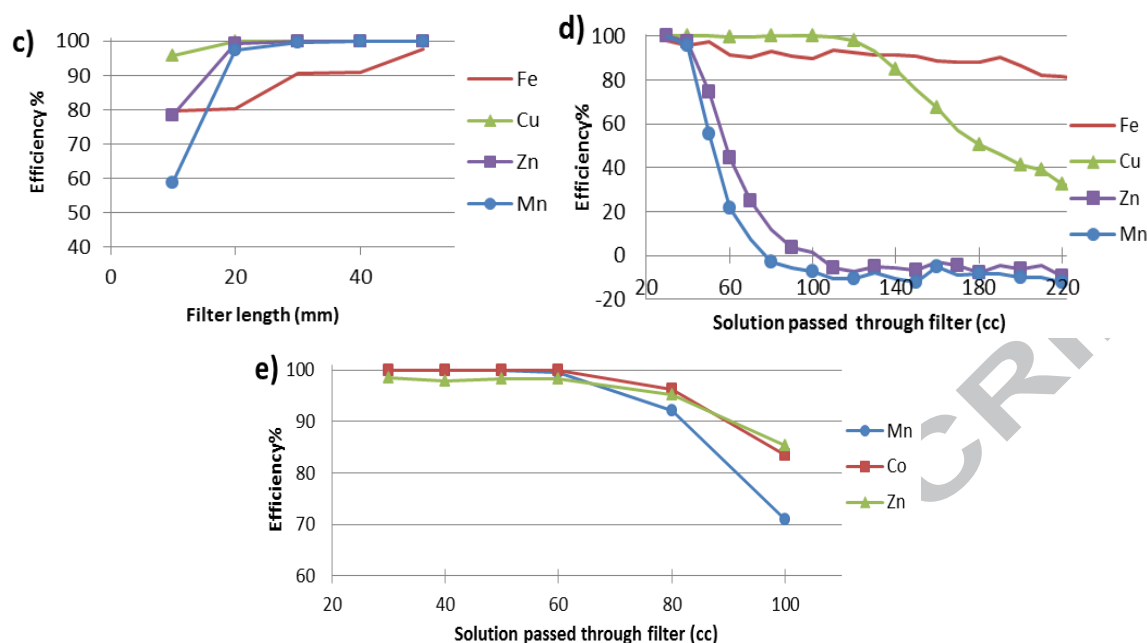 c)
100
90
80
70
60
50
40
Efficiency %
0
20
40
Filter length (mm)
Fe
Cu
Zn
Mn
d)
100
80
60
40
20
0
-20
Efficiency%
20
60
100
140
180
220
Solution passed through filter (cc)
Fe
Cu
Zn
Mn
e)
100
90
80
70
60
Efficiency%
20
40
60
80
100
Solution passed through filter (cc)
Mn
Co
Zn